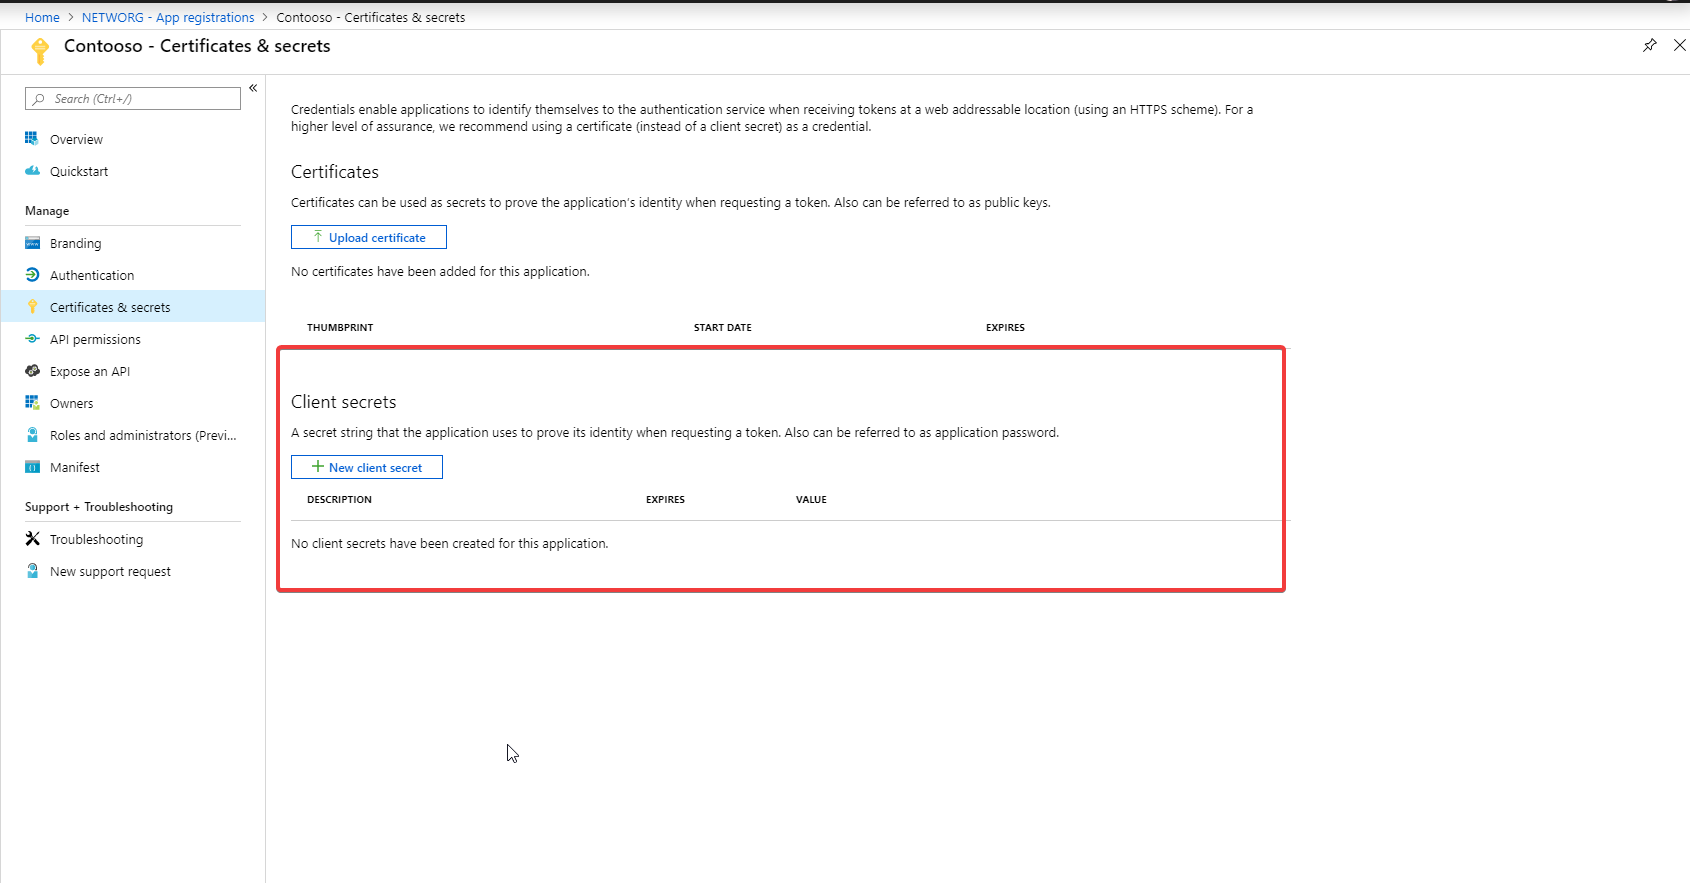 Home > NETWORG - App registrations > Contooso - Certificates & secrets
Contooso - Certificates & secrets
Search (Ctrl+/)
«
Overview
Quickstart
Manage
Branding
Authentication
Certificates & secrets
API permissions
Expose an API
Owners
Roles and administrators (Previ...
Manifest
Support + Troubleshooting
Troubleshooting
New support request
Credentials enable applications to identify themselves to the authentication service when receiving tokens at a web addressable location (using an HTTPS scheme). For a
higher level of assurance, we recommend using a certificate (instead of a client secret) as a credential.
Certificates
Certificates can be used as secrets to prove the application's identity when requesting a token. Also can be referred to as public keys.
Upload certificate
No certificates have been added for this application.
THUMBPRINT START DATE EXPIRES
Client secrets
A secret string that the application uses to prove its identity when requesting a token. Also can be referred to as application password.
New client secret
DESCRIPTION EXPIRES VALUE
No client secrets have been created for this application.